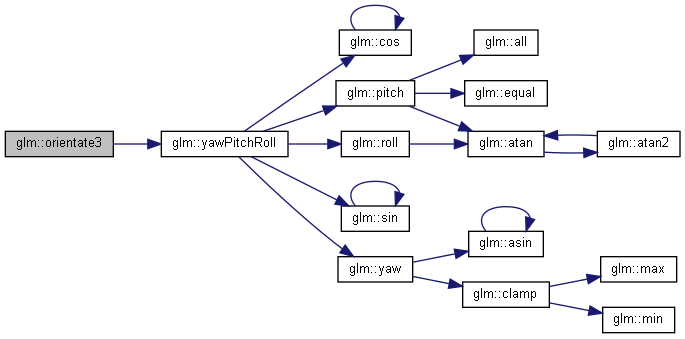 glm::orientate3
glm::yawPitchRoll
glm::cos
glm::pitch
glm::roll
glm::sin
glm::yaw
glm::all
glm::equal
glm::atan
glm::atan2
glm::asin
glm::clamp
glm::max
glm::min